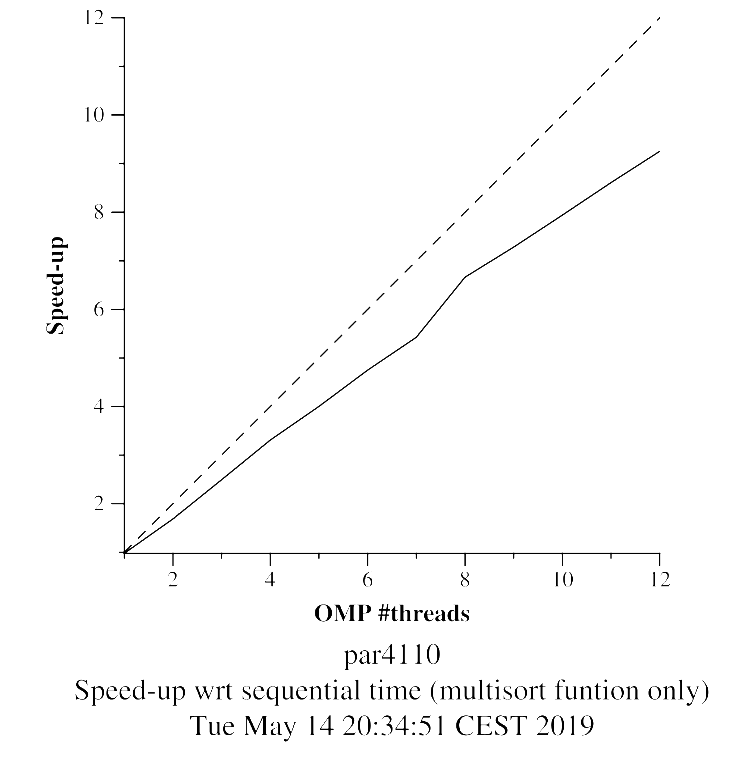 12
10
8
6
4
2
Speed-up
2 4 6 8 10 12
OMP #threads
par4110
Speed-up wrt sequential time (multisort funtion only)
Tue May 14 20:34:51 CEST 2019